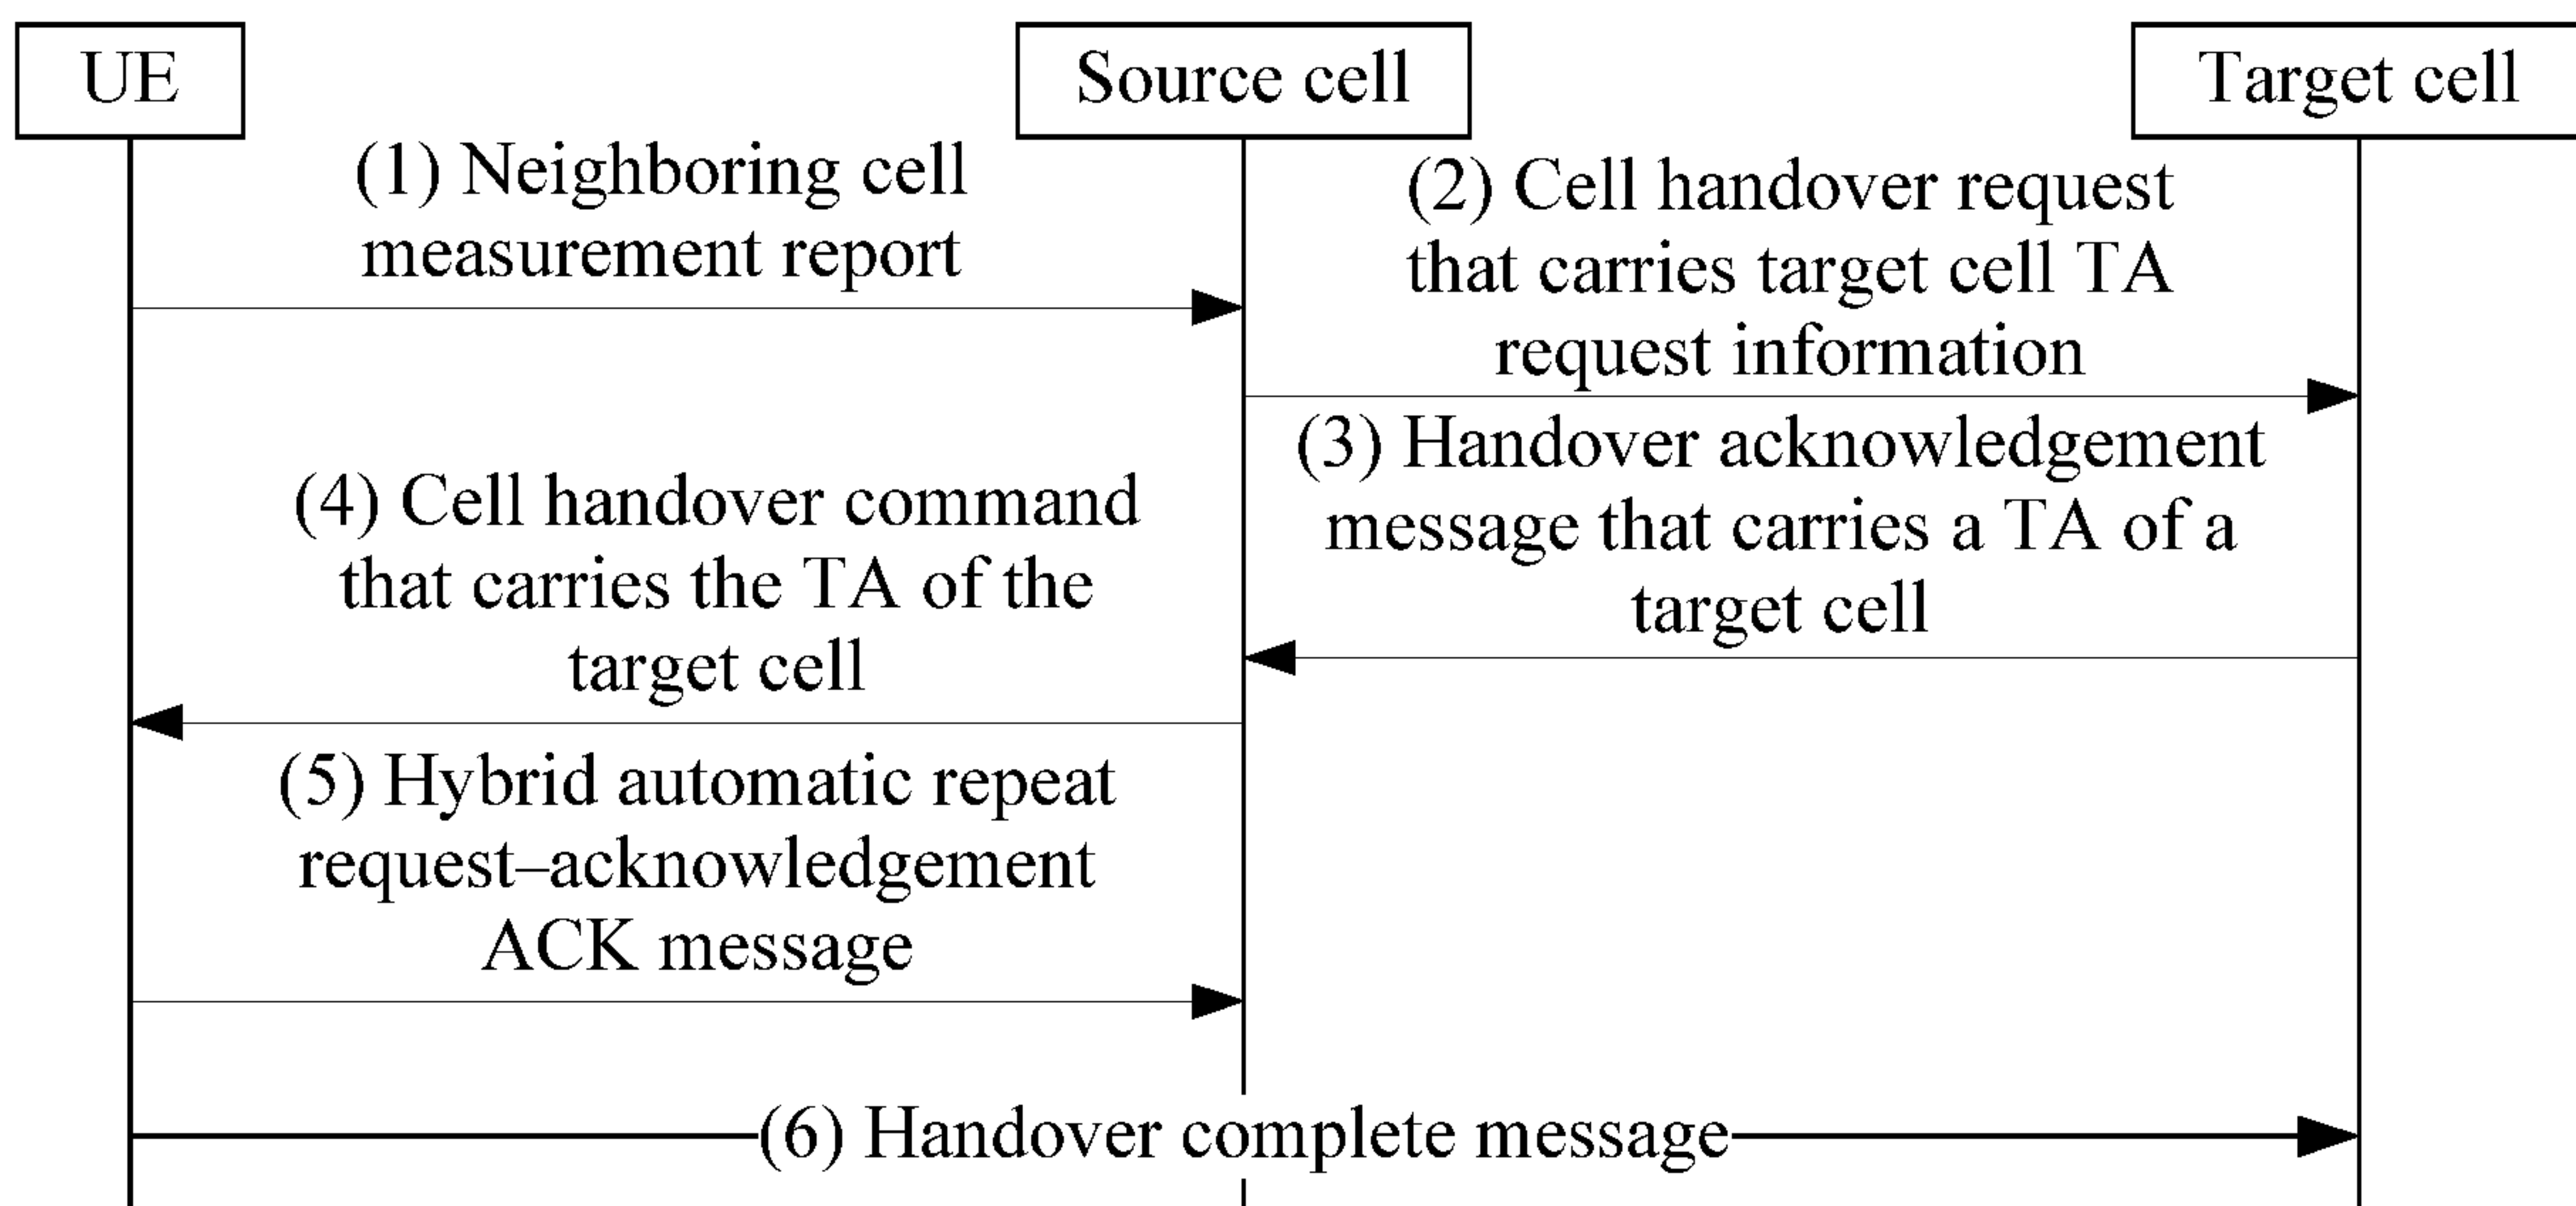 UE
Source cell
Target cell
(1) Neighboring cell
measurement report
(2) Cell handover request
that carries target cell TA
request information
(3) Handover acknowledgement
message that carries a TA of a
target cell
(4) Cell handover command
that carries the TA of the
target cell
(5) Hybrid automatic repeat
request–acknowledgement
ACK message
(6) Handover complete message